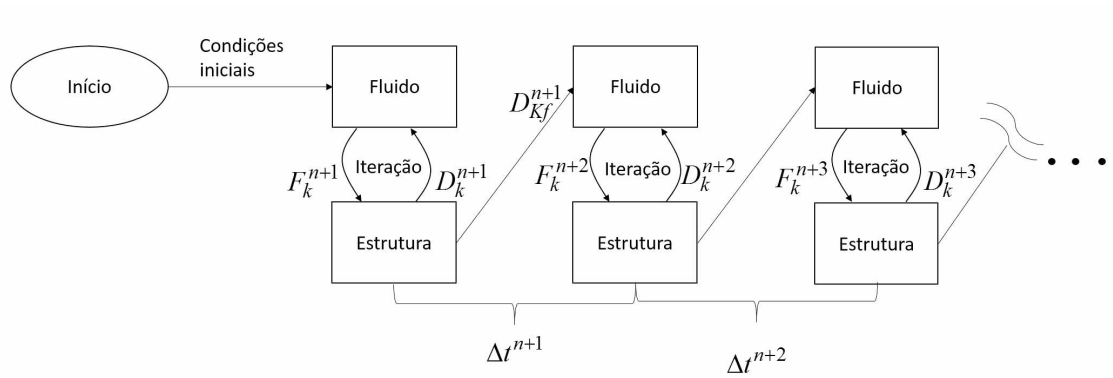 Início
Condições
iniciais
Fluido
Iteração
F_k^{n+1}
D_k^{n+1}
Estrutura
D_{Kf}^{n+1}
Fluido
Iteração
F_k^{n+2}
D_k^{n+2}
Estrutura
Fluido
Iteração
F_k^{n+3}
D_k^{n+3}
Estrutura
• • •
Δt^{n+1}
Δt^{n+2}